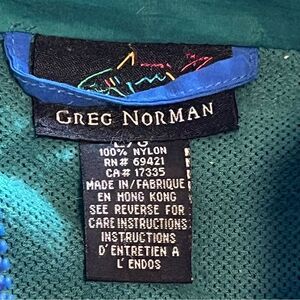 GREG NORMAN
L/G
100% NYLON
RN# 69421
CA# 17335
MADE IN/FABRIQUE
EN HONG KONG
SEE REVERSE FOR
CARE INSTRUCTIONS
INSTRUCTIONS
D'ENTRETIEN A
L'ENDOS